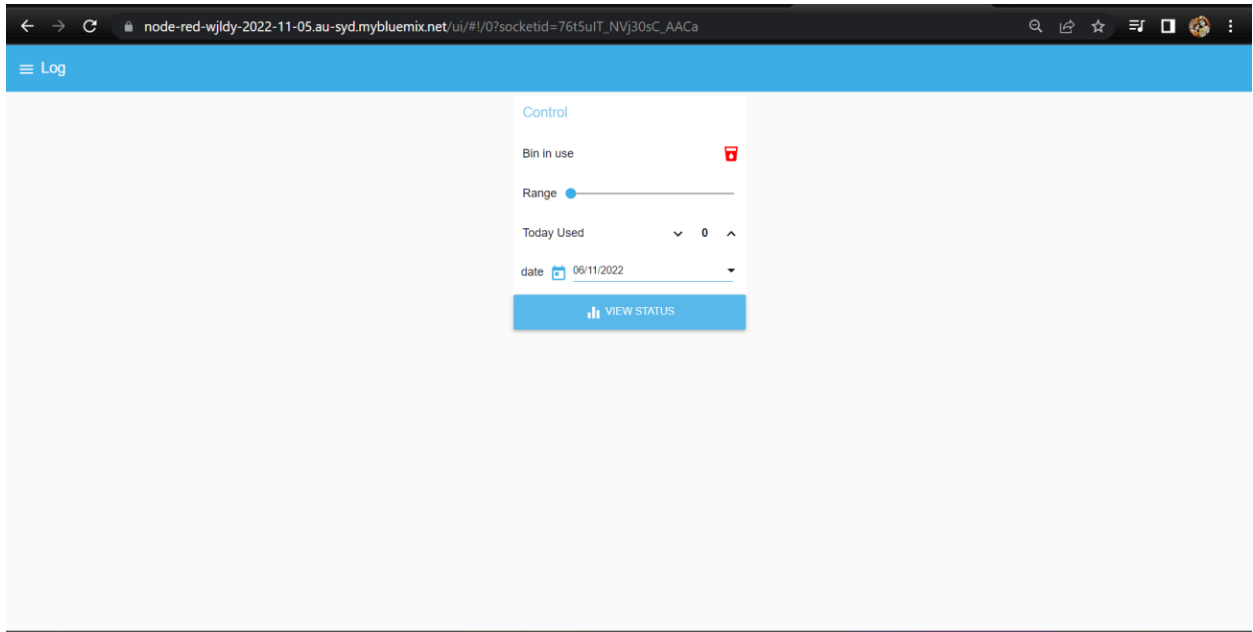 node-red-wjldy-2022-11-05.au-syd.mybluemix.net/ui/#!/0?socketid=76t5uIT_NVj30sC_AACa
Log
Control
Bin in use
Range
Today Used 0
date 06/11/2022
VIEW STATUS